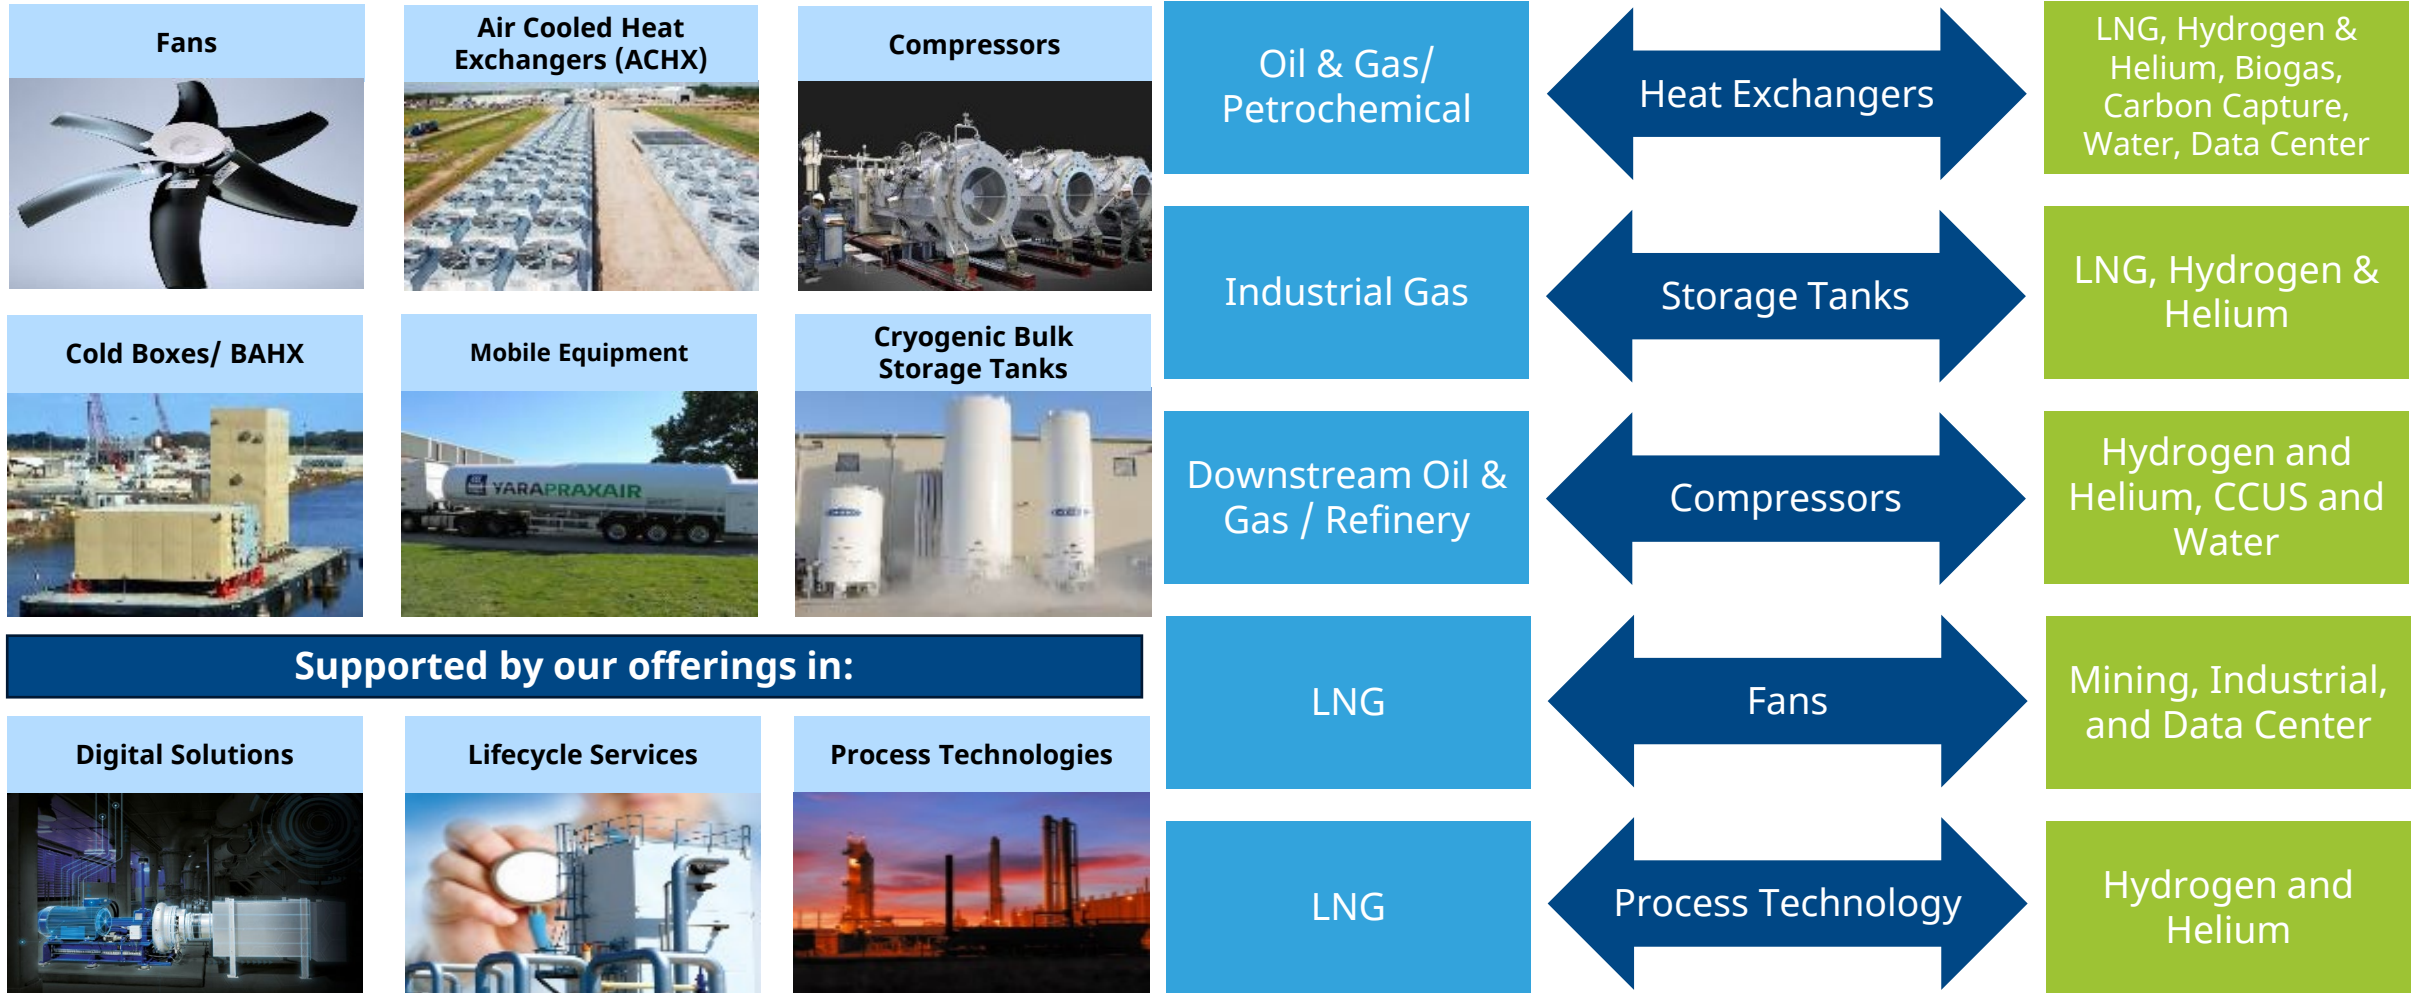 Fans
Air Cooled Heat
Exchangers (ACHX)
Compressors
Cold Boxes/ BAHX
Mobile Equipment
YARAPRAXAIR
Cryogenic Bulk
Storage Tanks
Supported by our offerings in:
Digital Solutions
Lifecycle Services
Process Technologies
Oil & Gas/
Petrochemical
Heat Exchangers
LNG, Hydrogen &
Helium, Biogas,
Carbon Capture,
Water, Data Center
Industrial Gas
Storage Tanks
LNG, Hydrogen &
Helium
Downstream Oil &
Gas / Refinery
Compressors
Hydrogen and
Helium, CCUS and
Water
LNG
Fans
Mining, Industrial,
and Data Center
LNG
Process Technology
Hydrogen and
Helium